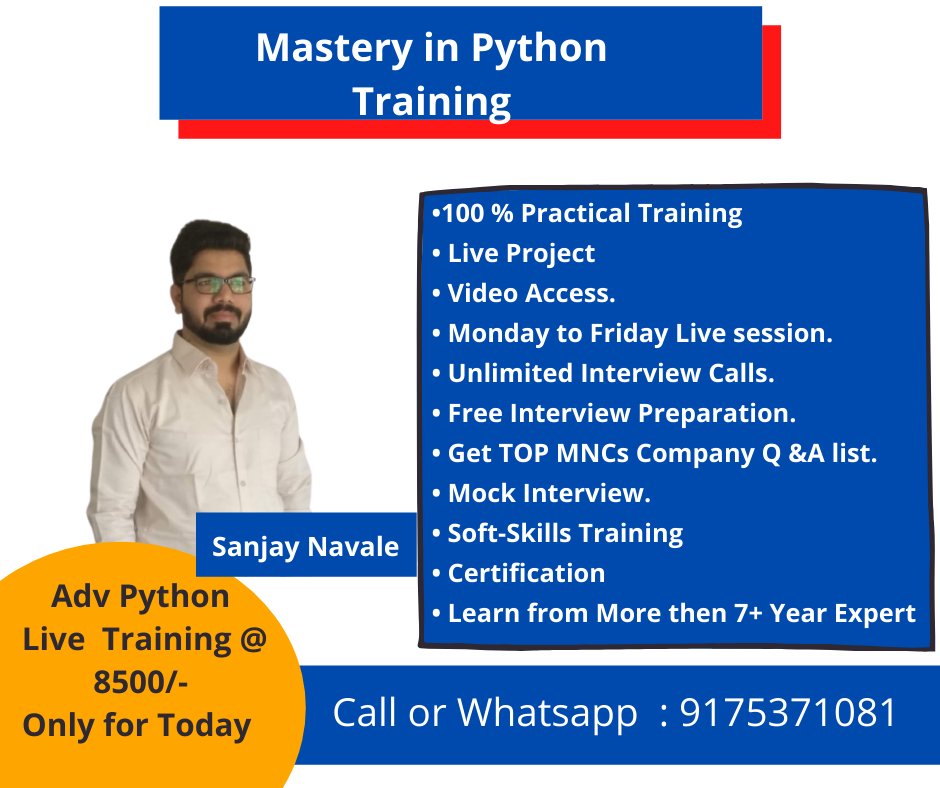 Mastery in Python
Training
•100 % Practical Training
• Live Project
• Video Access.
• Monday to Friday Live session.
• Unlimited Interview Calls.
• Free Interview Preparation.
• Get TOP MNCs Company Q &A list.
• Mock Interview.
• Soft-Skills Training
• Certification
• Learn from More then 7+ Year Expert
Sanjay Navale
Adv Python
Live  Training @
8500/-
Only for Today
Call or Whatsapp  : 9175371081